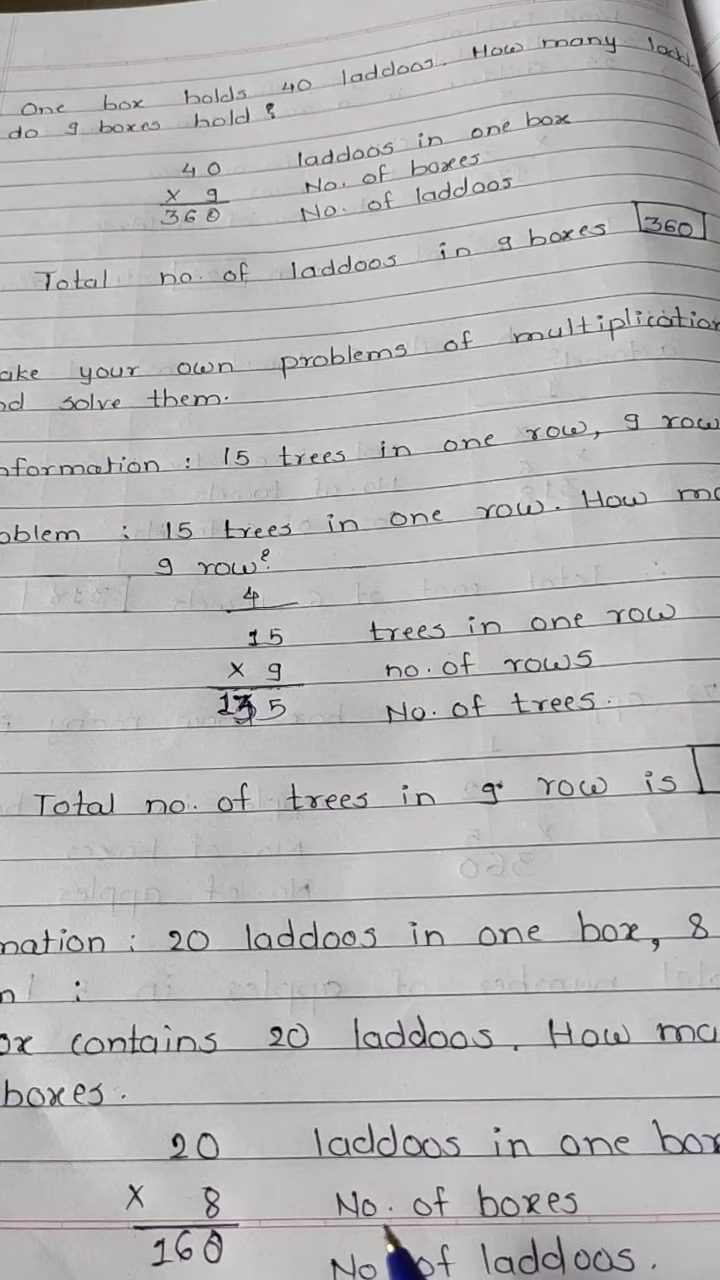 One box holds 40 laddoos. How many
do 9 boxes hold ?
40 laddoos in one box
x 9 No. of boxes
360 No. of laddoos
Total no. of laddoos in 9 boxes 360
ake your own problems of multiplication
nd solve them.
nformation : 15 trees in one row, 9 row
oblem : 15 trees in one row. How ma
9 row?
4
15 trees in one row
x 9 no. of rows
135 No. of trees.
Total no. of trees in 9 row is
mation : 20 laddoos in one box, 8
n :
ox contains 20 laddoos. How ma
boxes.
20 laddoos in one box
x 8 No. of boxes
160 No of laddoos.